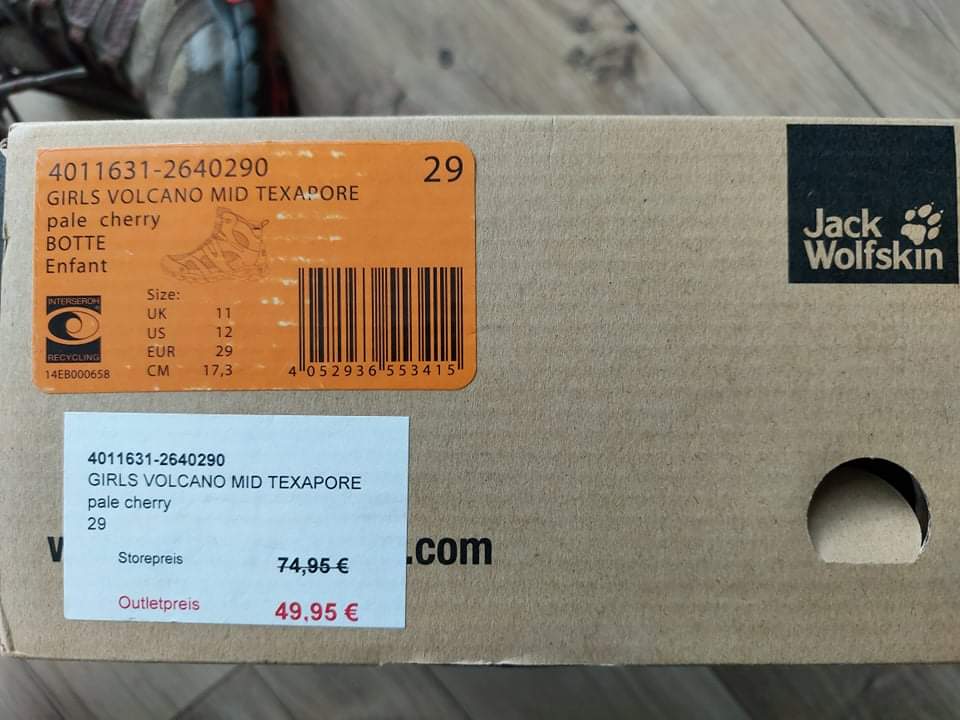 4011631-2640290 29
GIRLS VOLCANO MID TEXAPORE
pale cherry
BOTTE
Enfant
INTERSEROH
RECYCLING
14EB000658
Size:
UK 11
US 12
EUR 29
CM 17,3
4 052936 553415
Jack
Wolfskin
4011631-2640290
GIRLS VOLCANO MID TEXAPORE
pale cherry
29
Storepreis 74,95 €
Outletpreis 49,95 €
.com